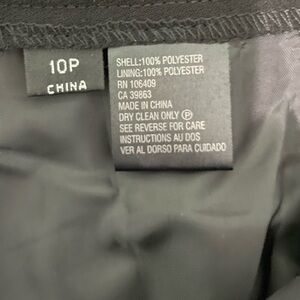 10P
CHINA
SHELL:100% POLYESTER
LINING:100% POLYESTER
RN 106409
CA 39863
MADE IN CHINA
DRY CLEAN ONLY Ⓟ
SEE REVERSE FOR CARE
INSTRUCTIONS AU DOS
VER AL DORSO PARA CUIDADO